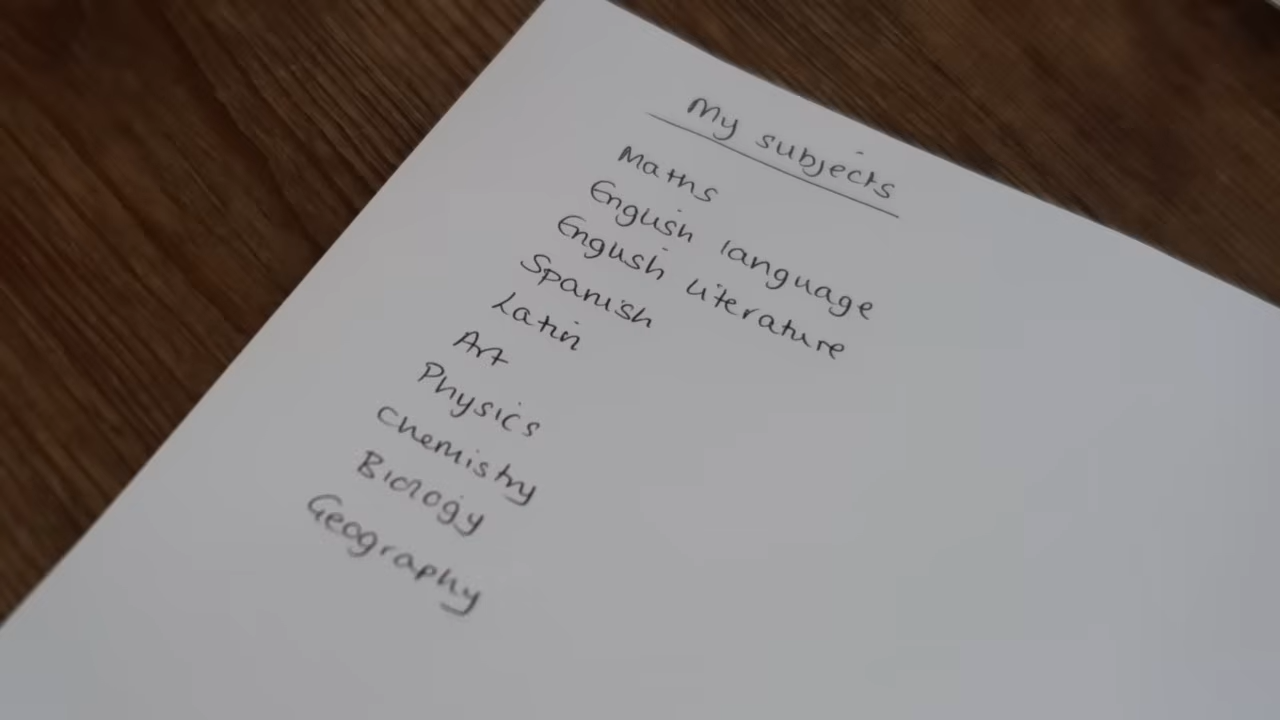 My subjects
Maths
English language
English Literature
Spanish
Latin
Art
Physics
Chemistry
Biology
Geography